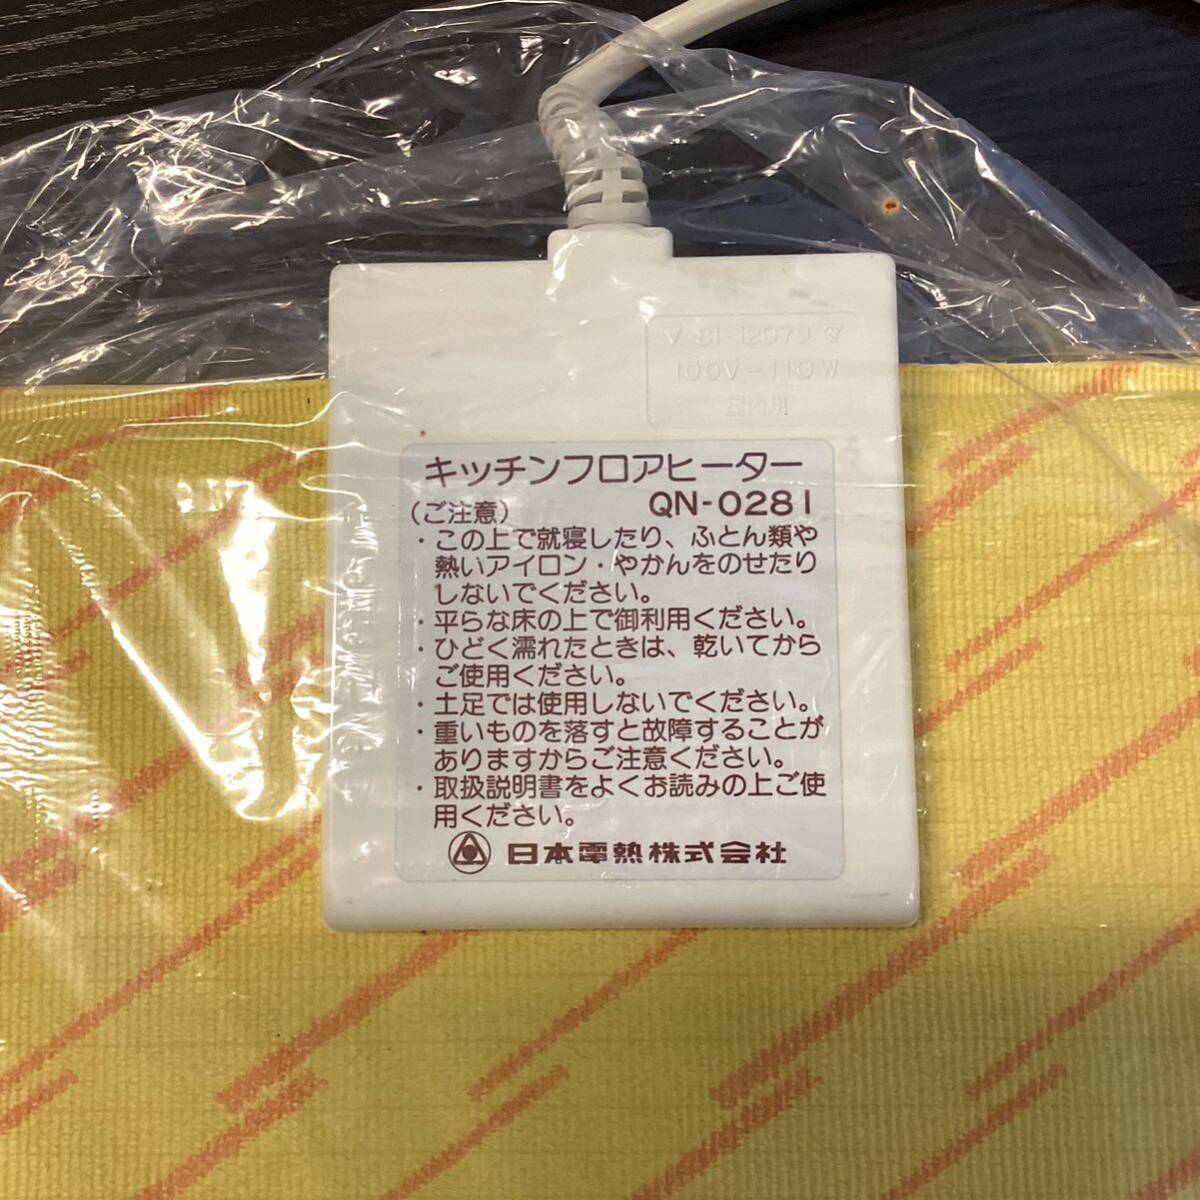 81-12079
100V-110W
屋内用
キッチンフロアヒーター
QN-0281
(ご注意)
・この上で就寝したり、ふとん類や
熱いアイロン・やかんをのせたり
しないでください。
・平らな床の上で御利用ください。
・ひどく濡れたときは、乾いてから
ご使用ください。
・土足では使用しないでください。
・重いものを落すと故障することが
ありますからご注意ください。
・取扱説明書をよくお読みの上ご使
用ください。
日本電熱株式会社